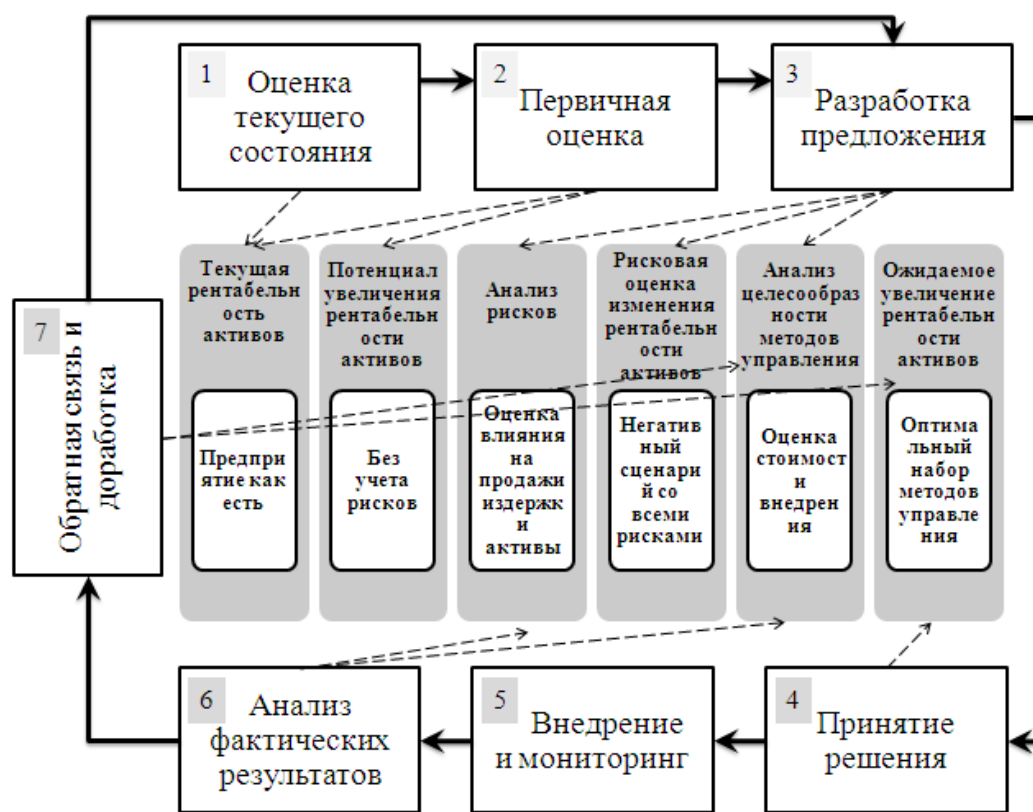 1
Оценка
текущего
состояния
2
Первичная
оценка
3
Разработка
предложения
Текущая
рентабельн
ость
активов
Потенциал
увеличения
рентабельн
ости
активов
Анализ
рисков
Рисковая
оценка
изменения
рентабельн
ости
активов
Анализ
целесообраз
ности
методов
управления
Ожидаемое
увеличение
рентабельн
ости
активов
Предпри
ятие как
есть
Без
учета
рисков
Оценка
влияния
на
продажи
издержк
и
активы
Негатив
ный
сценари
й со
всеми
рисками
Оценка
стоимост
и
внедрен
ия
Оптима
льный
набор
методов
управле
ния
7
Обратная связь и
доработка
6
Анализ
фактических
результатов
5
Внедрение
и мониторинг
4
Принятие
решения